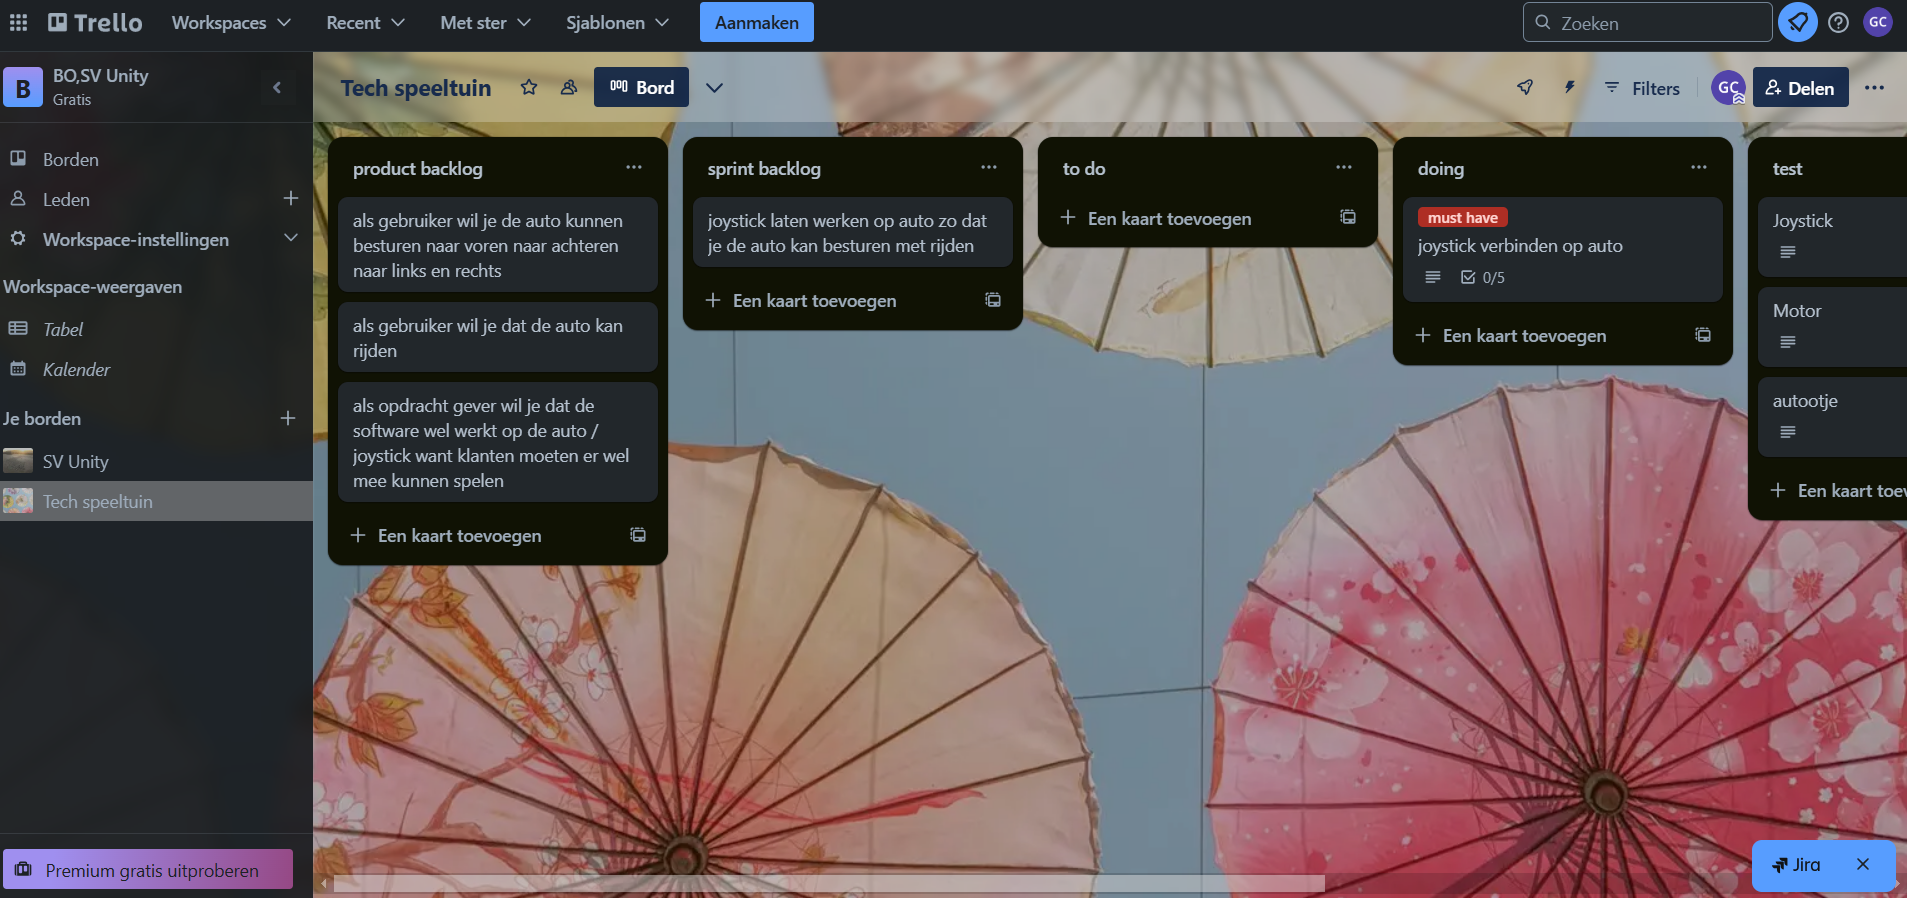 Trello
Workspaces
Recent
Met ster
Sjablonen
Aanmaken
Zoeken
GC
B
BO,SV Unity
Gratis
Tech speeltuin
Bord
Filters
GC
Delen
Borden
Leden
Workspace-instellingen
Workspace-weergaven
Tabel
Kalender
Je borden
SV Unity
Tech speeltuin
Premium gratis uitproberen
product backlog
als gebruiker wil je de auto kunnen
besturen naar voren naar achteren
naar links en rechts
als gebruiker wil je dat de auto kan
rijden
als opdracht gever wil je dat de
software wel werkt op de auto /
joystick want klanten moeten er wel
mee kunnen spelen
Een kaart toevoegen
sprint backlog
joystick laten werken op auto zo dat
je de auto kan besturen met rijden
Een kaart toevoegen
to do
Een kaart toevoegen
doing
must have
joystick verbinden op auto
0/5
Een kaart toevoegen
test
Joystick
Motor
autootje
Een kaart toev
Jira